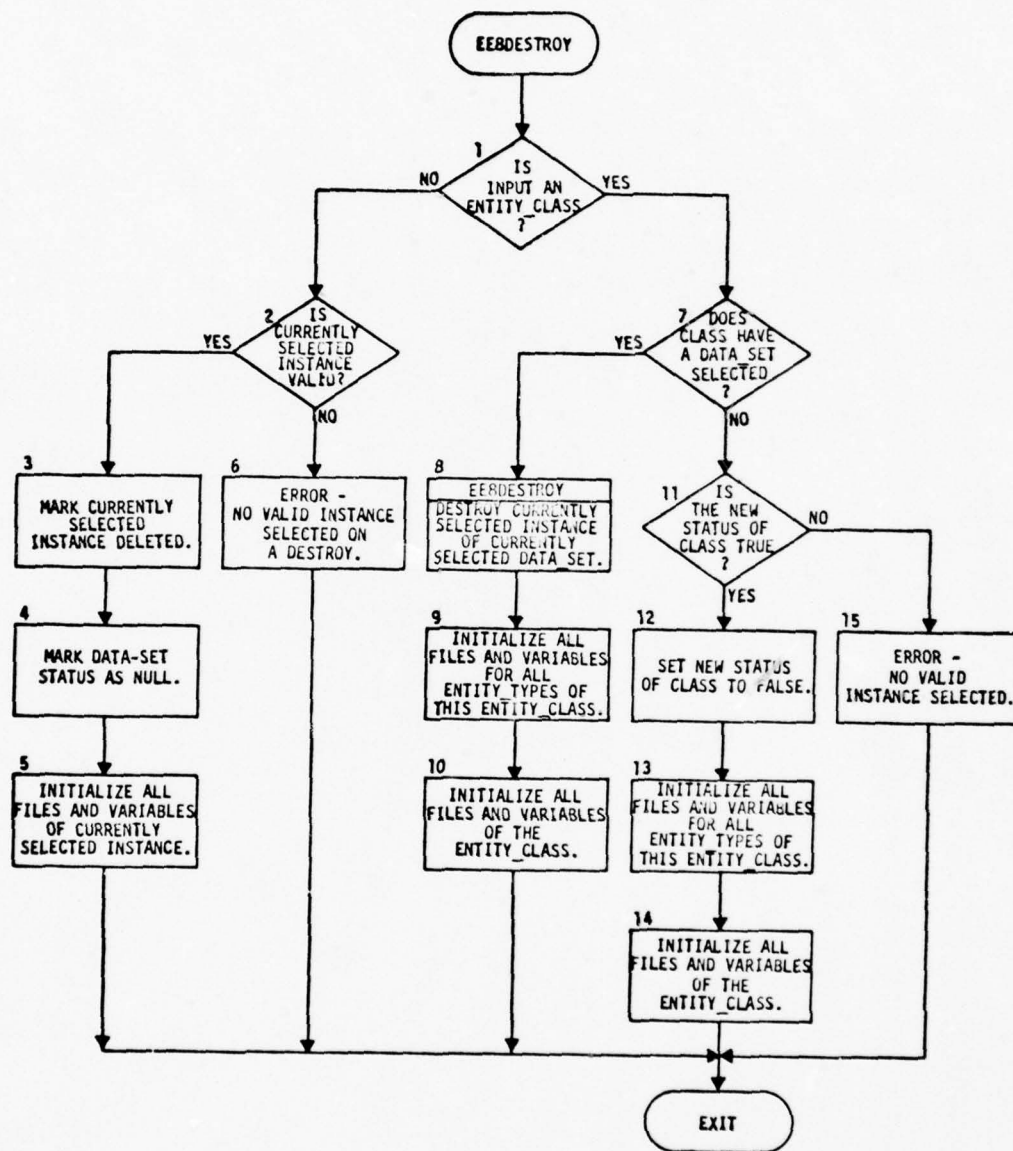 EE8DESTROY
1
IS
INPUT AN
ENTITY_CLASS
?
NO
YES
2
IS
CURRENTLY
SELECTED
INSTANCE
VALID?
YES
NO
7
DOES
CLASS HAVE
A DATA_SET
SELECTED
?
YES
NO
3
MARK CURRENTLY
SELECTED
INSTANCE DELETED.
6
ERROR -
NO VALID INSTANCE
SELECTED ON
A DESTROY.
8
EE8DESTROY
DESTROY CURRENTLY
SELECTED INSTANCE
OF CURRENTLY
SELECTED DATA_SET.
11
IS
THE NEW
STATUS OF
CLASS TRUE
?
NO
YES
4
MARK DATA-SET
STATUS AS NULL.
9
INITIALIZE ALL
FILES AND VARIABLES
FOR ALL
ENTITY_TYPES OF
THIS ENTITY_CLASS.
12
SET NEW STATUS
OF CLASS TO FALSE.
15
ERROR -
NO VALID
INSTANCE SELECTED.
5
INITIALIZE ALL
FILES AND VARIABLES
OF CURRENTLY
SELECTED INSTANCE.
10
INITIALIZE ALL
FILES AND VARIABLES
OF THE
ENTITY_CLASS.
13
INITIALIZE ALL
FILES AND VARIABLES
FOR ALL
ENTITY TYPES OF
THIS ENTITY_CLASS.
14
INITIALIZE ALL
FILES AND VARIABLES
OF THE
ENTITY_CLASS.
EXIT